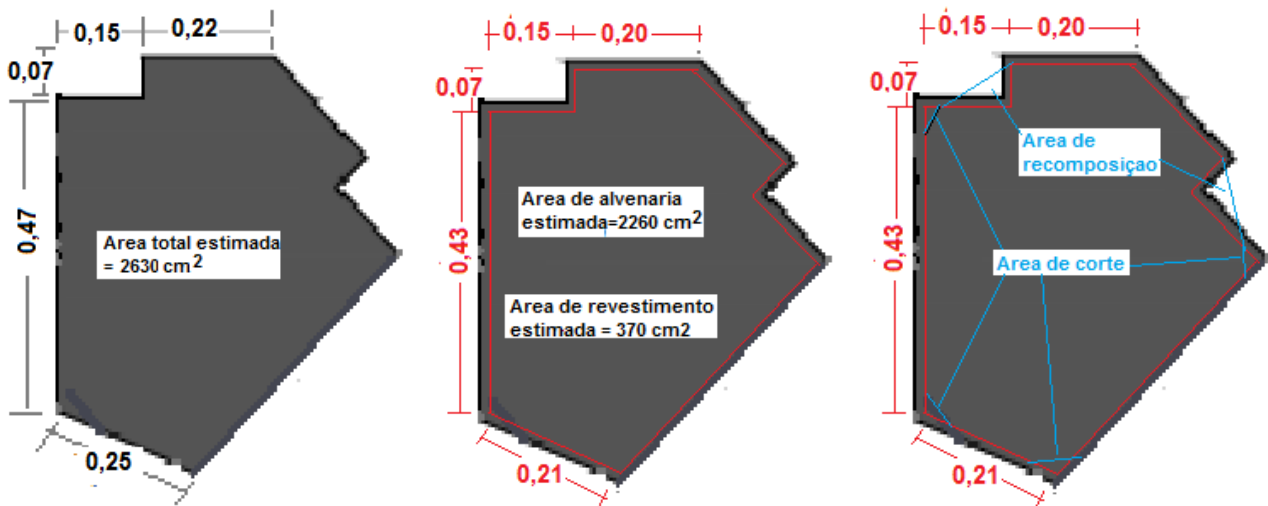 0,15
0,22
0,07
0,47
Area total estimada
= 2630 cm2
0,25
0,15
0,20
0,07
0,43
Area de alvenaria
estimada=2260 cm2
Area de revestimento
estimada = 370 cm2
0,21
0,15
0,20
0,07
0,43
Area de
recomposiçao
Area de corte
0,21